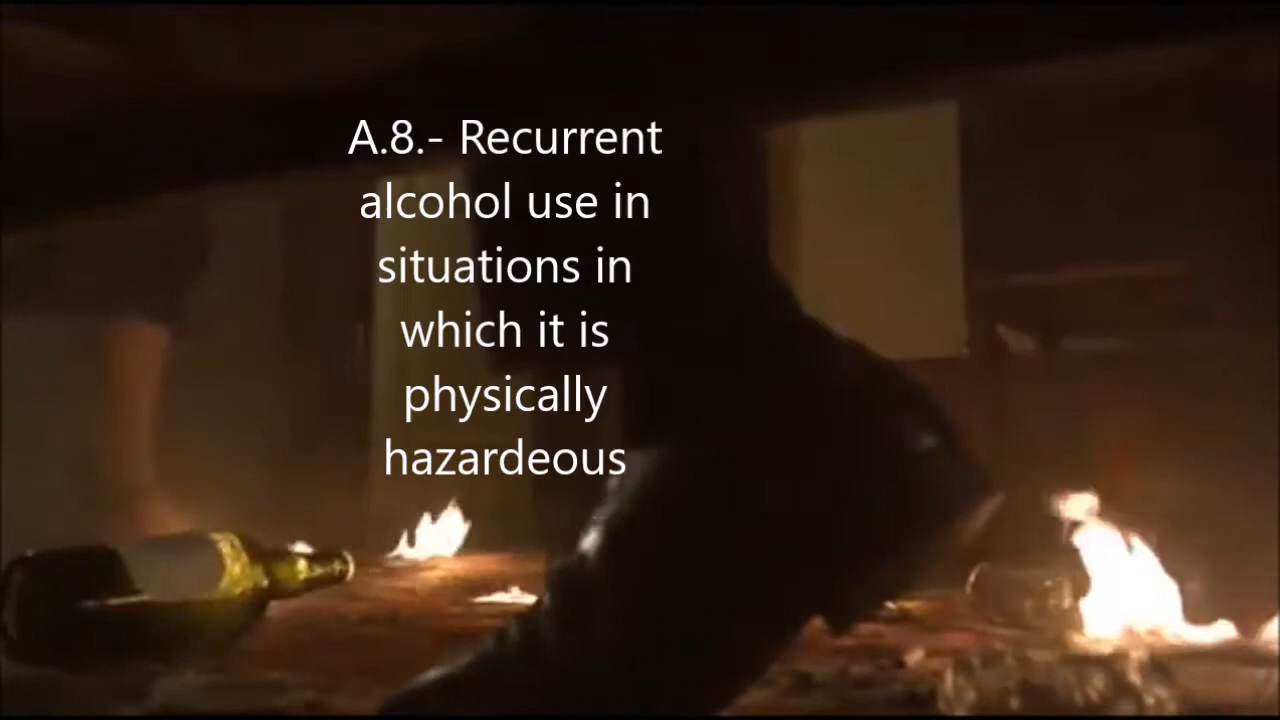 A.8.- Recurrent
alcohol use in
situations in
which it is
physically
hazardeous